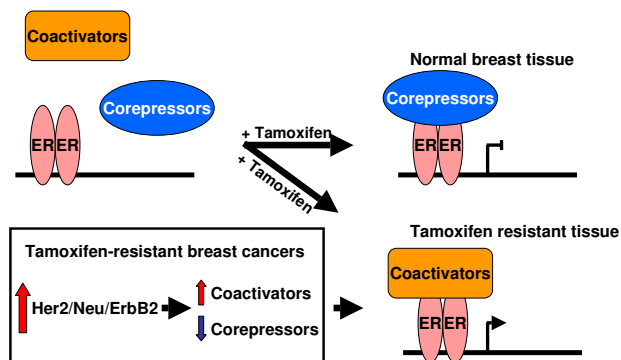 Coactivators
Corepressors
ER ER
+ Tamoxifen
+ Tamoxifen
Normal breast tissue
Corepressors
ER ER
Tamoxifen-resistant breast cancers
Her2/Neu/ErbB2
Coactivators
Corepressors
Tamoxifen resistant tissue
Coactivators
ER ER